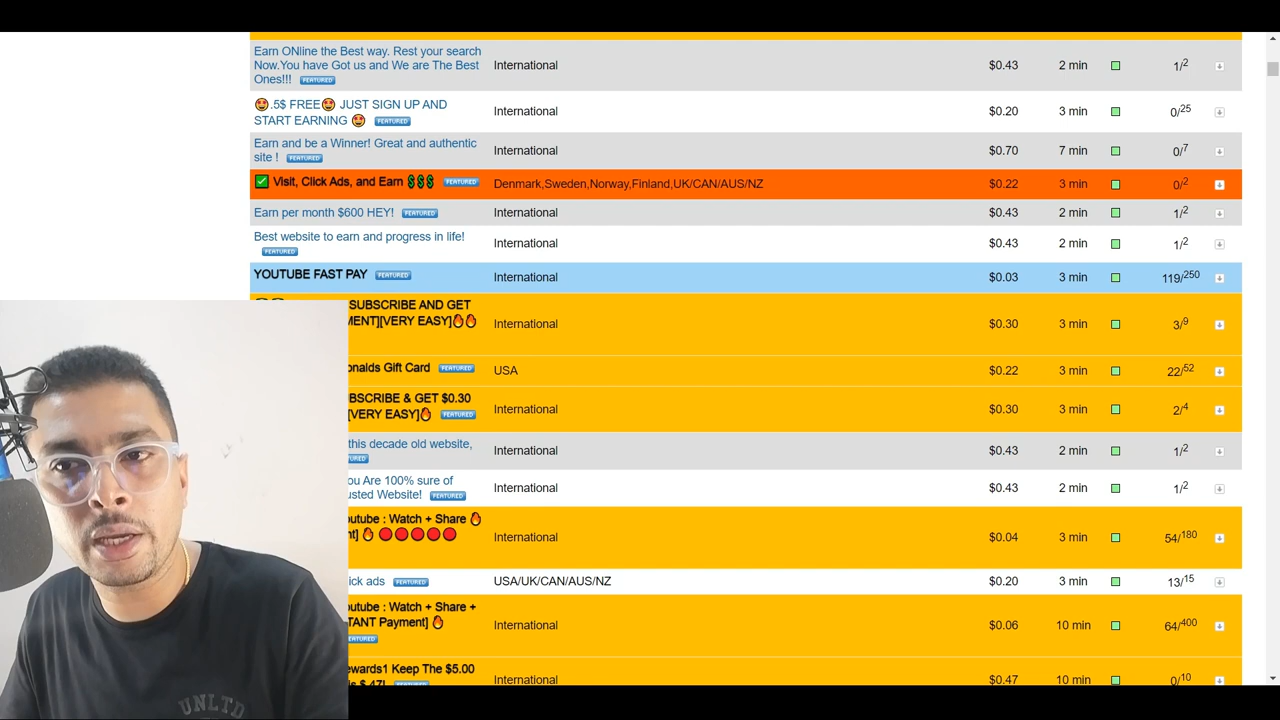 Earn ONline the Best way. Rest your search
Now.You have Got us and We are The Best
Ones!!! FEATURED International $0.43 2 min 1/2
🤩.5$ FREE🤩 JUST SIGN UP AND
START EARNING 🤩 FEATURED International $0.20 3 min 0/25
Earn and be a Winner! Great and authentic
site ! FEATURED International $0.70 7 min 0/7
✅ Visit, Click Ads, and Earn 💲💲💲 FEATURED Denmark,Sweden,Norway,Finland,UK/CAN/AUS/NZ $0.22 3 min 0/2
Earn per month $600 HEY! FEATURED International $0.43 2 min 1/2
Best website to earn and progress in life!
FEATURED International $0.43 2 min 1/2
YOUTUBE FAST PAY FEATURED International $0.03 3 min 119/250
SUBSCRIBE AND GET
MENT][VERY EASY]🔥🔥 International $0.30 3 min 3/9
onalds Gift Card FEATURED USA $0.22 3 min 22/52
BSCRIBE & GET $0.30
[VERY EASY]🔥 FEATURED International $0.30 3 min 2/4
this decade old website,
URED International $0.43 2 min 1/2
ou Are 100% sure of
usted Website! FEATURED International $0.43 2 min 1/2
outube : Watch + Share 🔥
nt] 🔥 🔴🔴🔴🔴🔴 International $0.04 3 min 54/180
ick ads FEATURED USA/UK/CAN/AUS/NZ $0.20 3 min 13/15
outube : Watch + Share +
TANT Payment] 🔥
FEATURED International $0.06 10 min 64/400
ewards1 Keep The $5.00
s $.47! FEATURED International $0.47 10 min 0/10
UNLTD